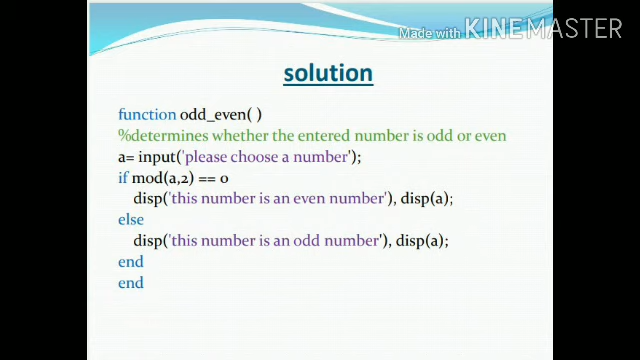 Made with KINEMASTER
solution
function odd_even( )
%determines whether the entered number is odd or even
a= input('please choose a number');
if mod(a,2) == 0
disp('this number is an even number'), disp(a);
else
disp('this number is an odd number'), disp(a);
end
end